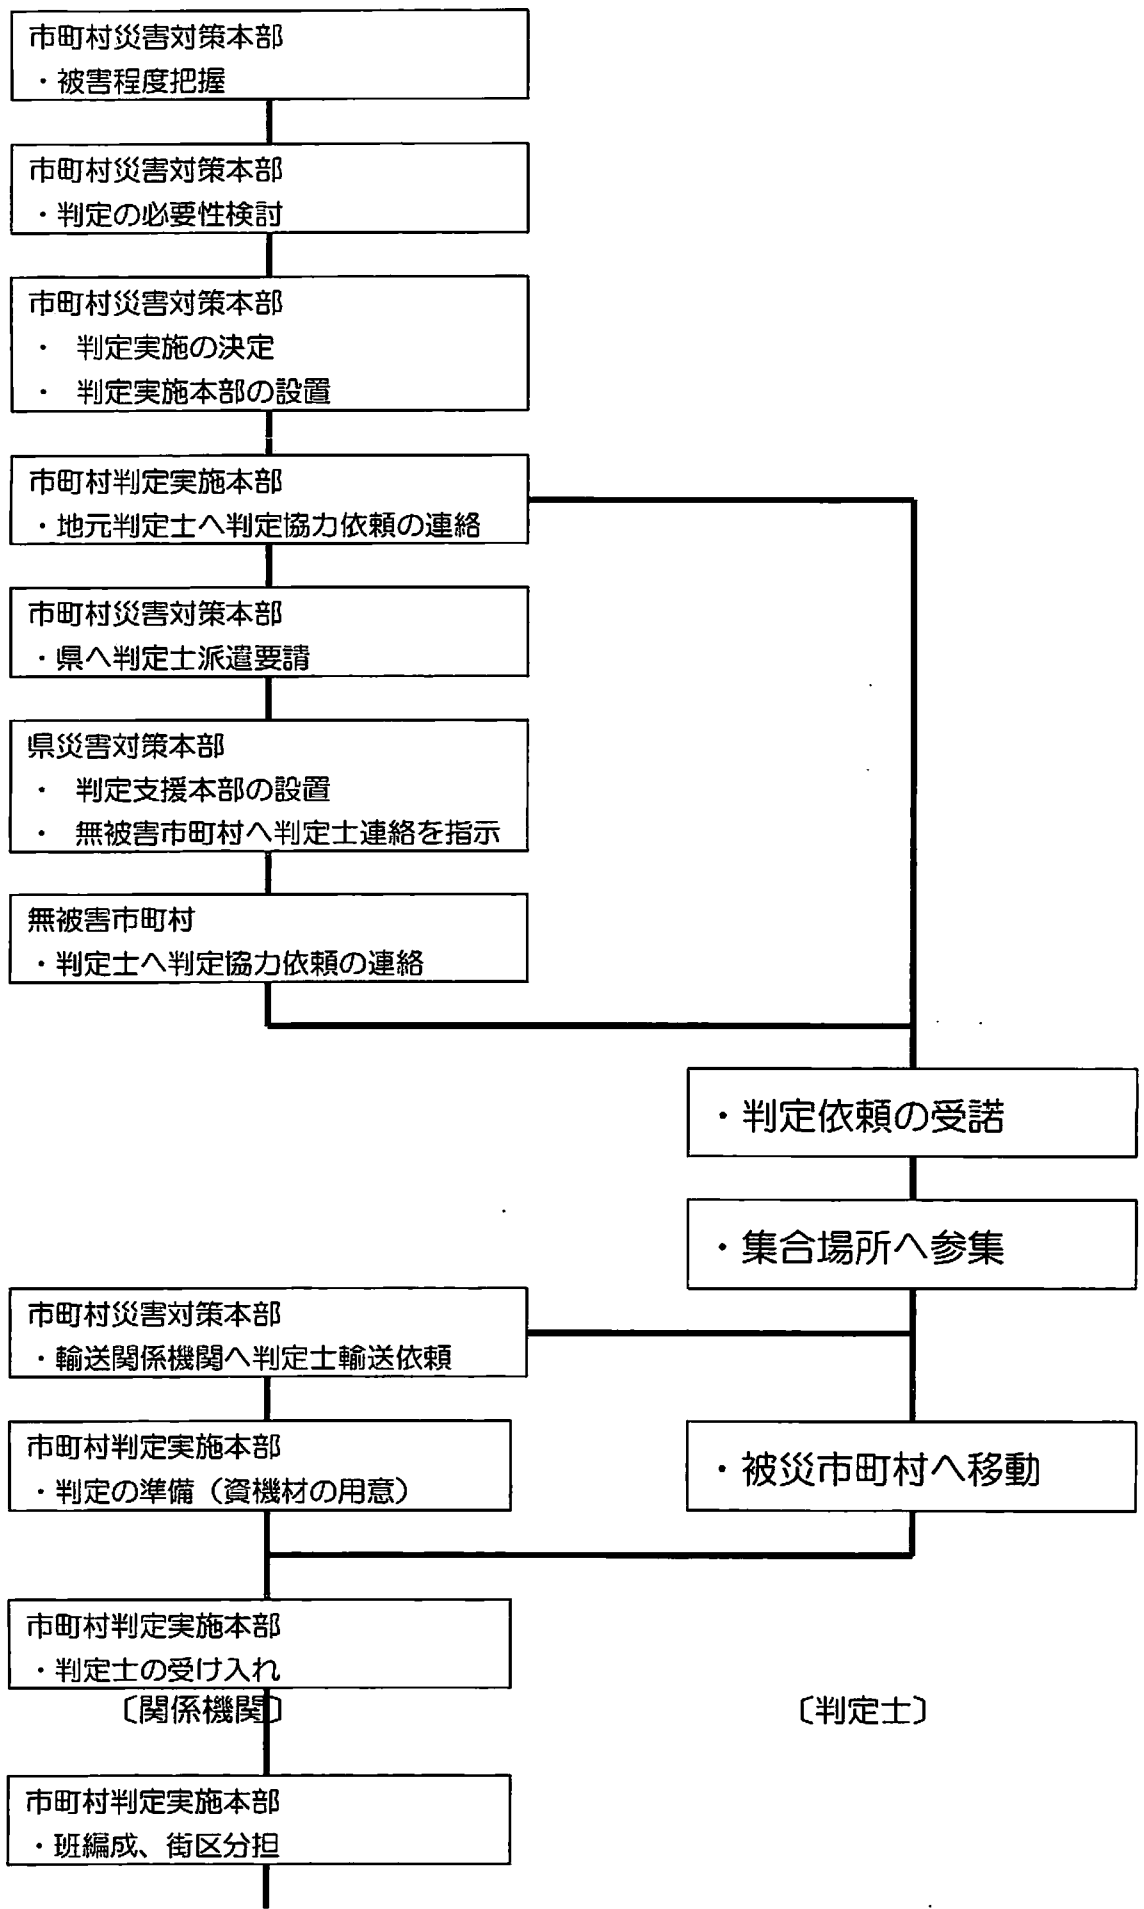 市町村災害対策本部
・被害程度把握
市町村災害対策本部
・判定の必要性検討
市町村災害対策本部
・ 判定実施の決定
・ 判定実施本部の設置
市町村判定実施本部
・地元判定士へ判定協力依頼の連絡
市町村災害対策本部
・県へ判定士派遣要請
県災害対策本部
・ 判定支援本部の設置
・ 無被害市町村へ判定士連絡を指示
無被害市町村
・判定士へ判定協力依頼の連絡
・判定依頼の受諾
・集合場所へ参集
市町村災害対策本部
・輸送関係機関へ判定士輸送依頼
市町村判定実施本部
・判定の準備（資機材の用意）
・被災市町村へ移動
市町村判定実施本部
・判定士の受け入れ
〔関係機関〕
〔判定士〕
市町村判定実施本部
・班編成、街区分担